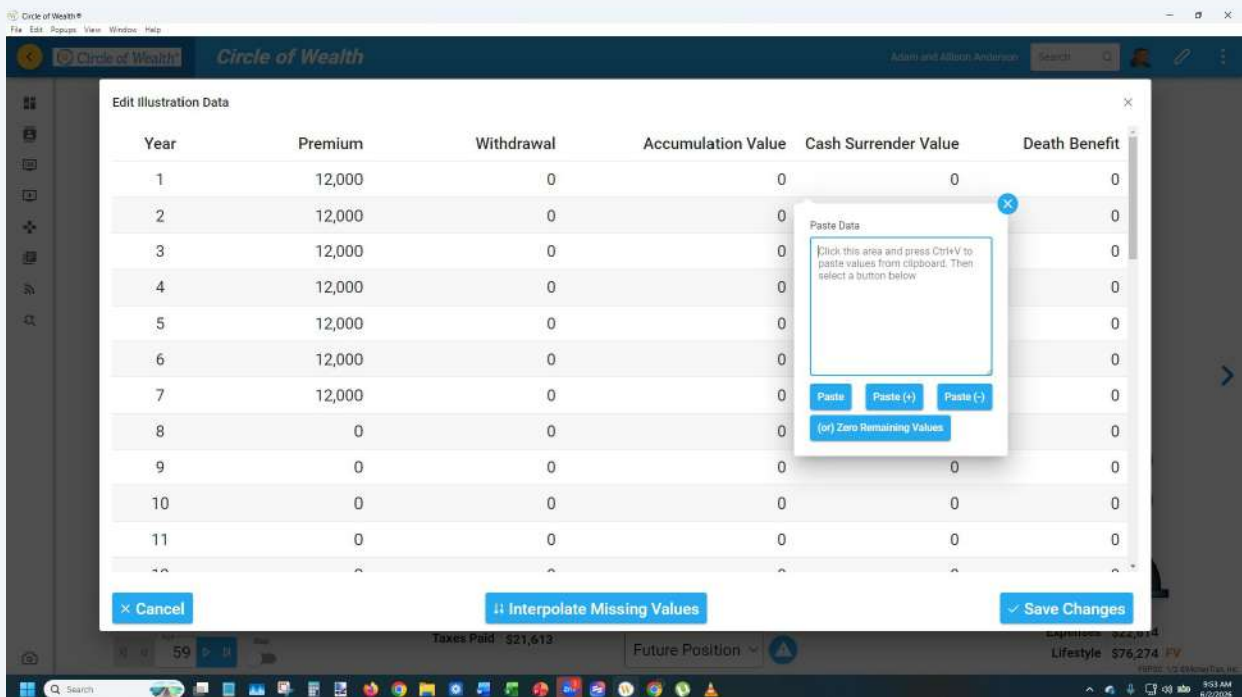 Circle of Wealth®
File Edit Popups View Window Help
Circle of Wealth®
Circle of Wealth
Adam and Allison Anderson
Search
Edit Illustration Data
Year Premium Withdrawal Accumulation Value Cash Surrender Value Death Benefit
1 12,000 0 0 0 0
2 12,000 0 0 0
3 12,000 0 0 0
4 12,000 0 0 0
5 12,000 0 0 0
6 12,000 0 0 0
7 12,000 0 0 0
8 0 0 0 0
9 0 0 0 0 0
10 0 0 0 0 0
11 0 0 0 0 0
Paste Data
Click this area and press Ctrl+V to
paste values from clipboard. Then
select a button below
Paste Paste (+) Paste (-)
(or) Zero Remaining Values
× Cancel
Interpolate Missing Values
Save Changes
59
Taxes Paid $21,613
Future Position
Expenses $22,614
Lifestyle $76,274 FV
Search
9:53 AM
6/2/2026